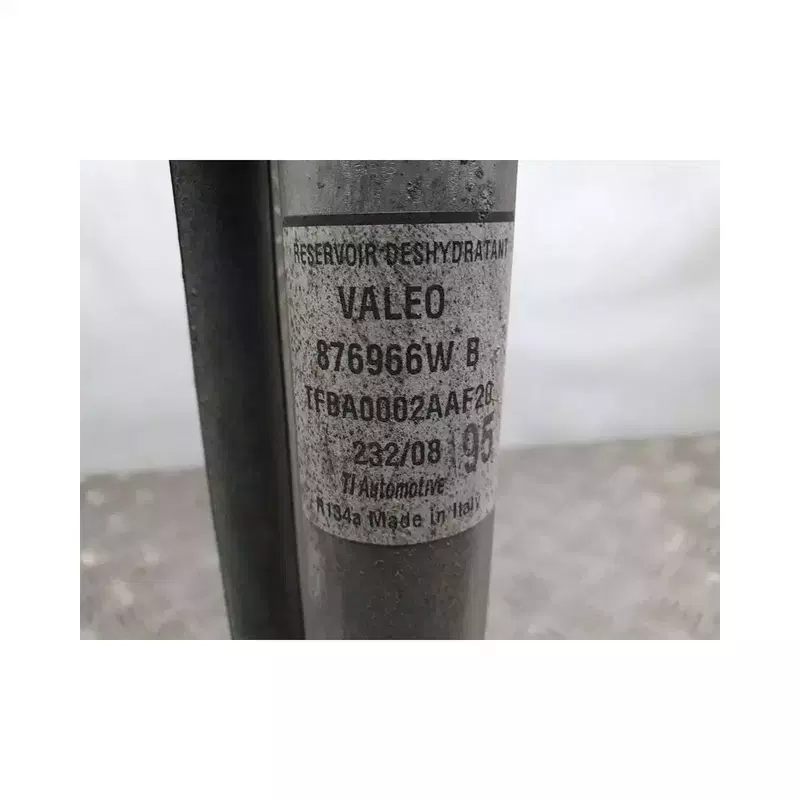 RESERVOIR DESHYDRATANT
VALEO
876966W B
TFBA0002AAF20
232/08 95
TI Automotive
R134a Made in Italy